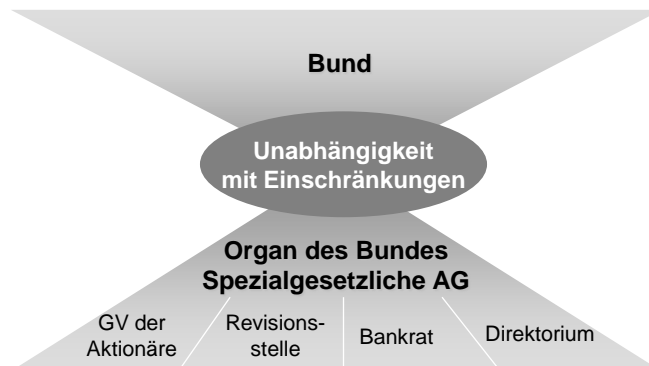 Bund
Unabhängigkeit
mit Einschränkungen
Organ des Bundes
Spezialgesetzliche AG
GV der
Aktionäre
Revisions-
stelle
Bankrat
Direktorium